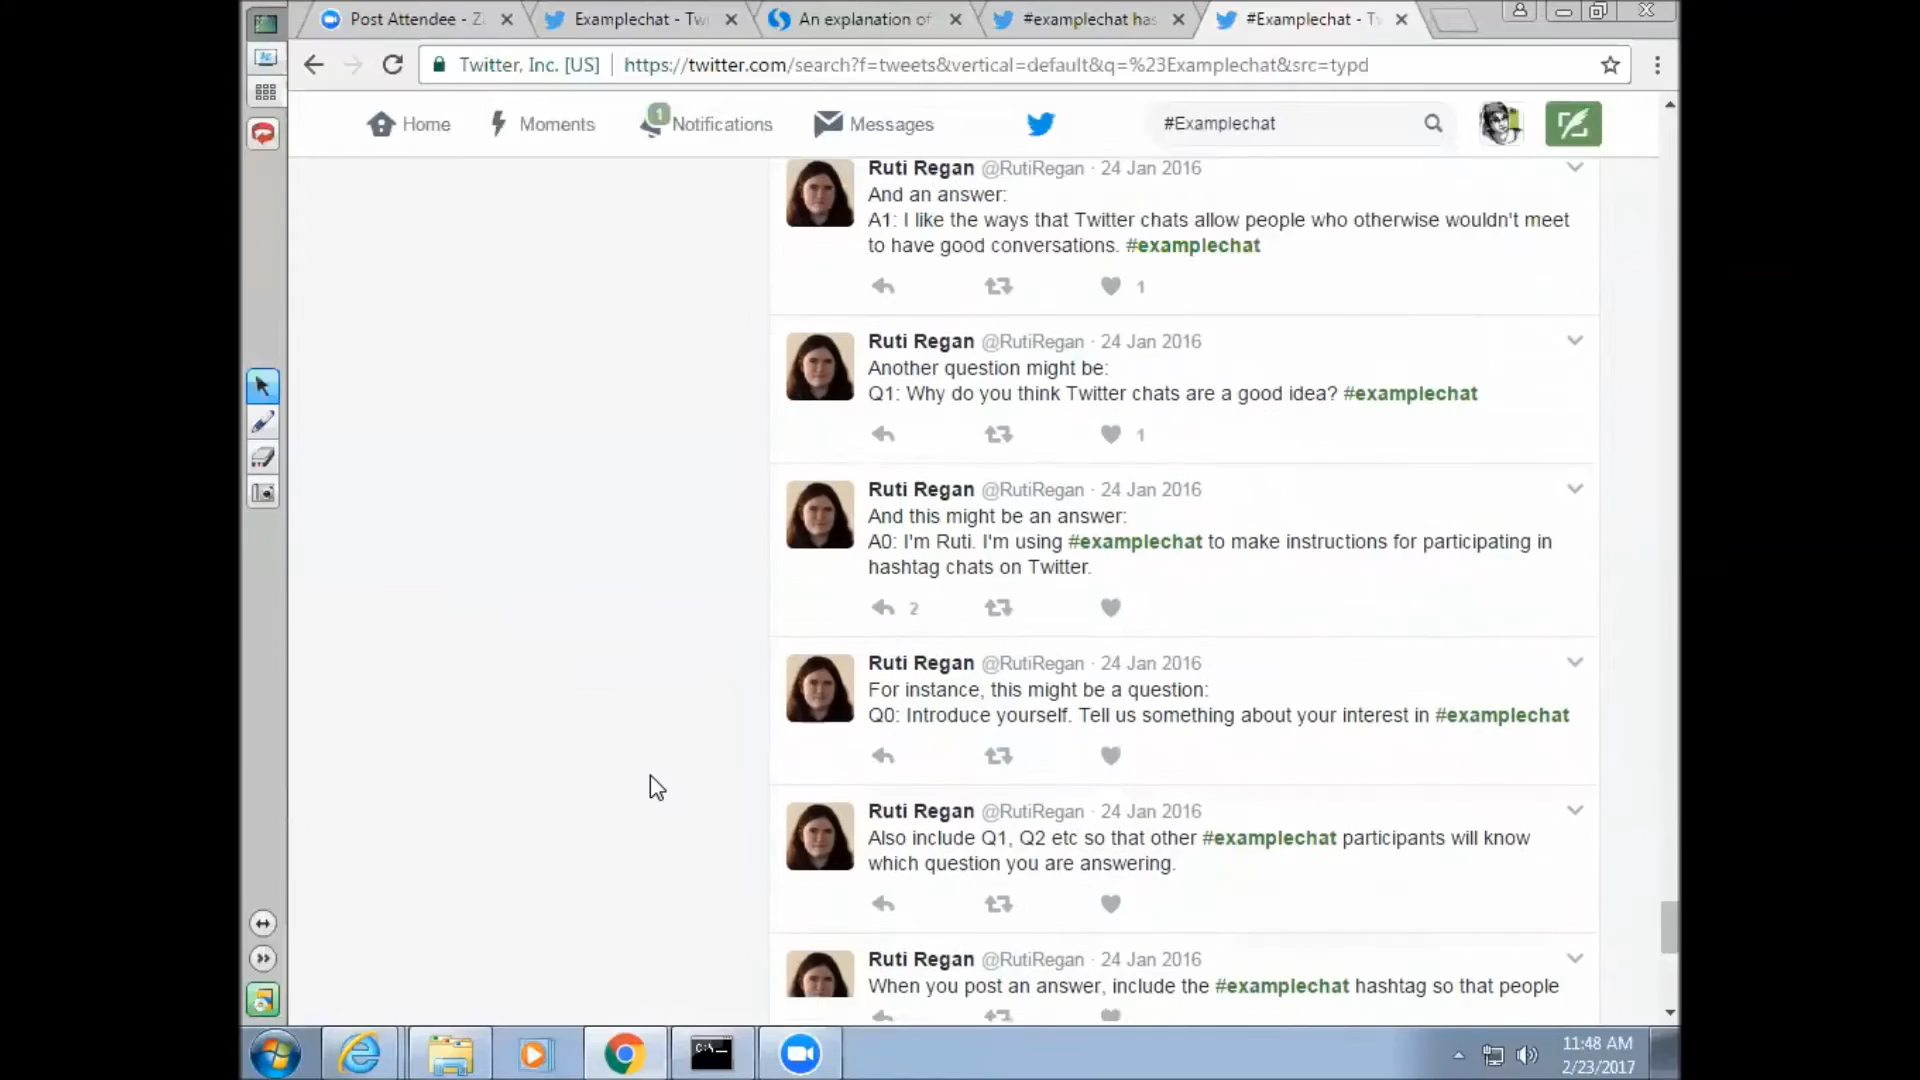 Post Attendee - Z
Examplechat - Tw
An explanation of
#examplechat has
#Examplechat - T
Twitter, Inc. [US]
https://twitter.com/search?f=tweets&vertical=default&q=%23Examplechat&src=typd
Home
Moments
1
Notifications
Messages
#Examplechat
Ruti Regan @RutiRegan · 24 Jan 2016
And an answer:
A1: I like the ways that Twitter chats allow people who otherwise wouldn't meet
to have good conversations. #examplechat
1
Ruti Regan @RutiRegan · 24 Jan 2016
Another question might be:
Q1: Why do you think Twitter chats are a good idea? #examplechat
1
Ruti Regan @RutiRegan · 24 Jan 2016
And this might be an answer:
A0: I'm Ruti. I'm using #examplechat to make instructions for participating in
hashtag chats on Twitter.
2
Ruti Regan @RutiRegan · 24 Jan 2016
For instance, this might be a question:
Q0: Introduce yourself. Tell us something about your interest in #examplechat
Ruti Regan @RutiRegan · 24 Jan 2016
Also include Q1, Q2 etc so that other #examplechat participants will know
which question you are answering.
Ruti Regan @RutiRegan · 24 Jan 2016
When you post an answer, include the #examplechat hashtag so that people
C:\_
11:48 AM
2/23/2017